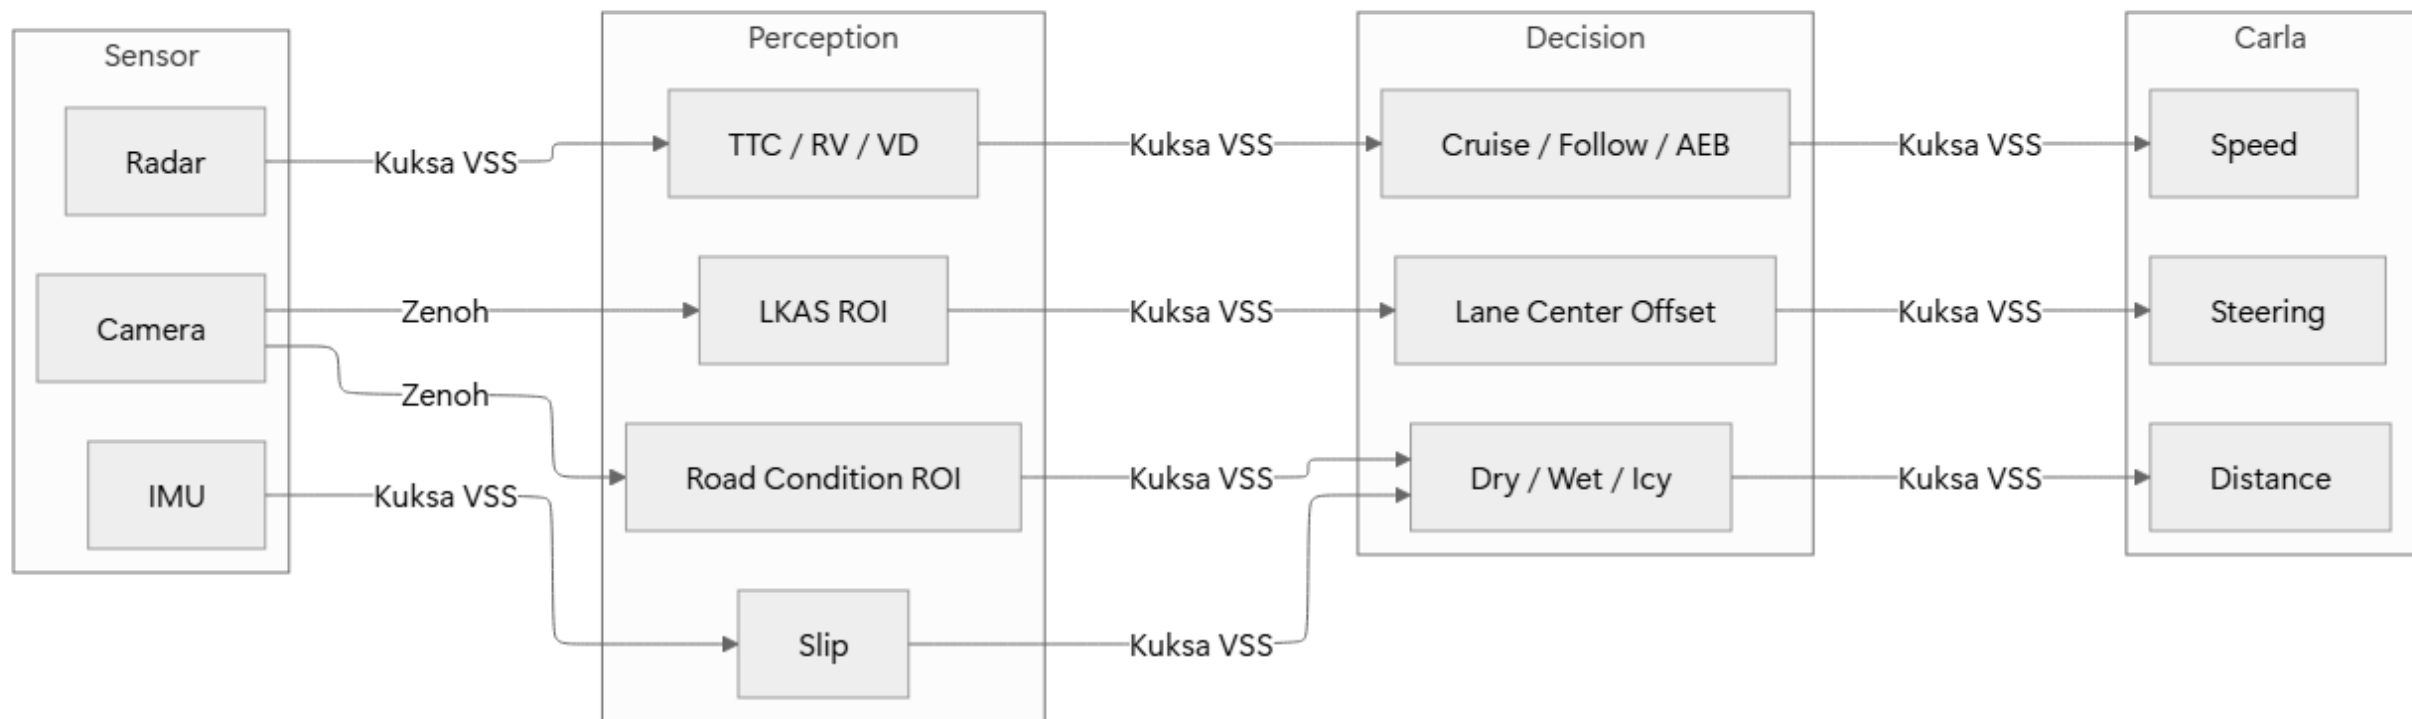 Sensor
Radar
Camera
IMU
Kuksa VSS
Zenoh
Zenoh
Kuksa VSS
Perception
TTC / RV / VD
LKAS ROI
Road Condition ROI
Slip
Kuksa VSS
Kuksa VSS
Kuksa VSS
Kuksa VSS
Decision
Cruise / Follow / AEB
Lane Center Offset
Dry / Wet / Icy
Kuksa VSS
Kuksa VSS
Kuksa VSS
Carla
Speed
Steering
Distance